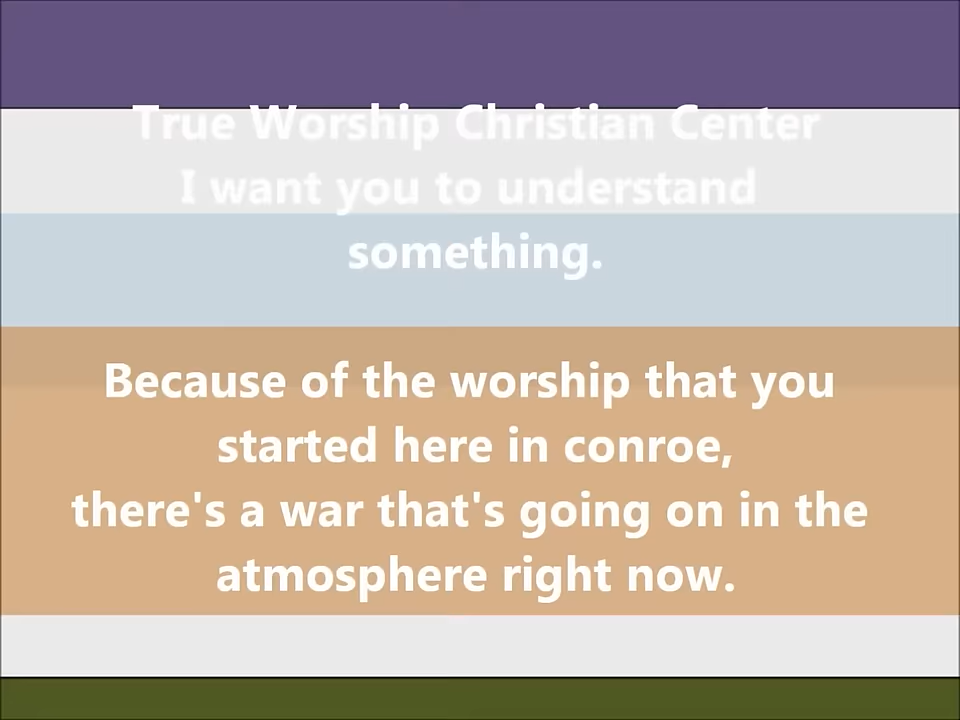 True Worship Christian Center
I want you to understand
something.
Because of the worship that you
started here in conroe,
there's a war that's going on in the
atmosphere right now.